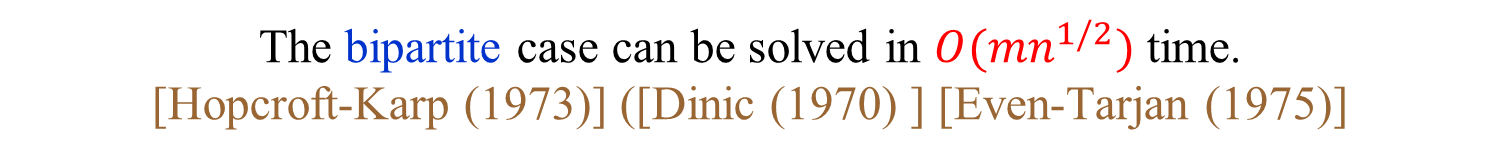 The bipartite case can be solved in O(mn^{1/2}) time.
[Hopcroft-Karp (1973)] ([Dinic (1970) ] [Even-Tarjan (1975)]